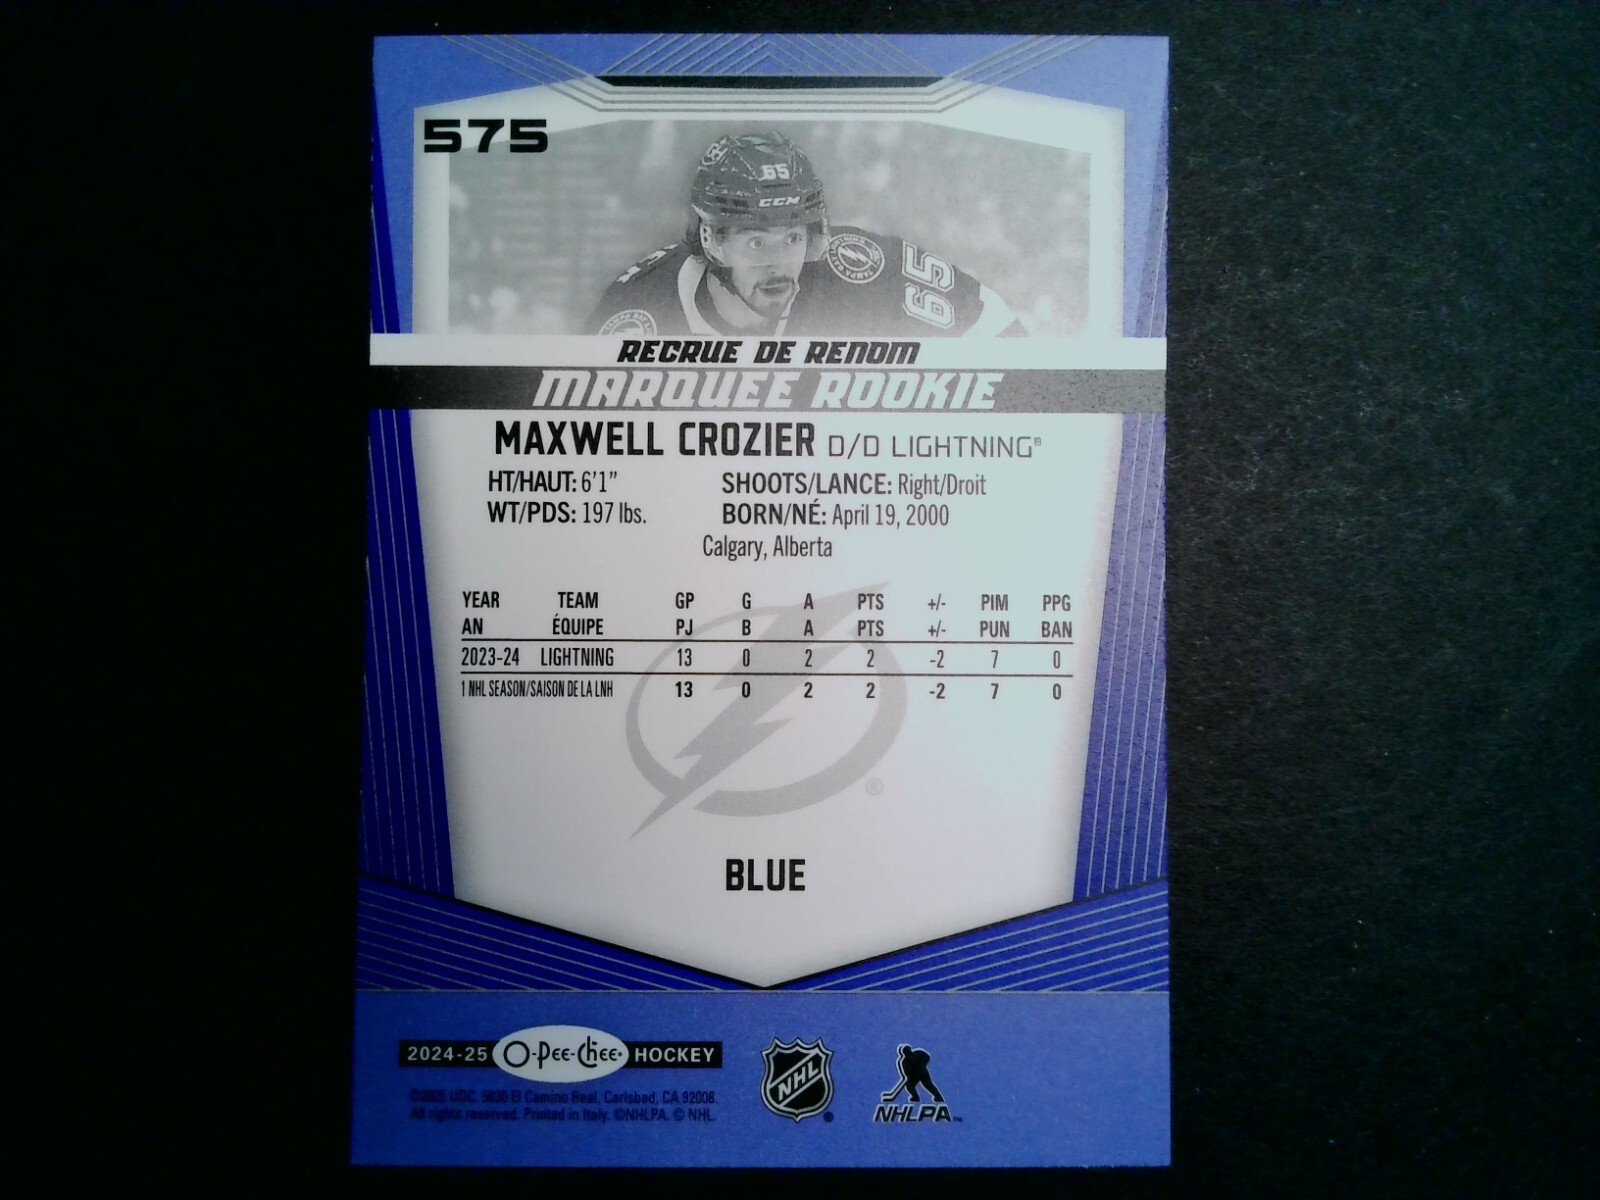 575
65
CCM
65
RECRUE DE RENOM
MARQUEE ROOKIE
MAXWELL CROZIER D/D LIGHTNING®
HT/HAUT: 6'1" SHOOTS/LANCE: Right/Droit
WT/PDS: 197 lbs. BORN/NÉ: April 19, 2000
Calgary, Alberta
YEAR TEAM GP G A PTS +/- PIM PPG
AN ÉQUIPE PJ B A PTS +/- PUN BAN
2023-24 LIGHTNING 13 0 2 2 -2 7 0
1 NHL SEASON/SAISON DE LA LNH 13 0 2 2 -2 7 0
®
BLUE
2024-25 O-Pee-Chee® HOCKEY
©2025 UDC. 5830 El Camino Real, Carlsbad, CA 92008.
All rights reserved. Printed in Italy. ©NHLPA. © NHL.
NHL®
NHLPA™